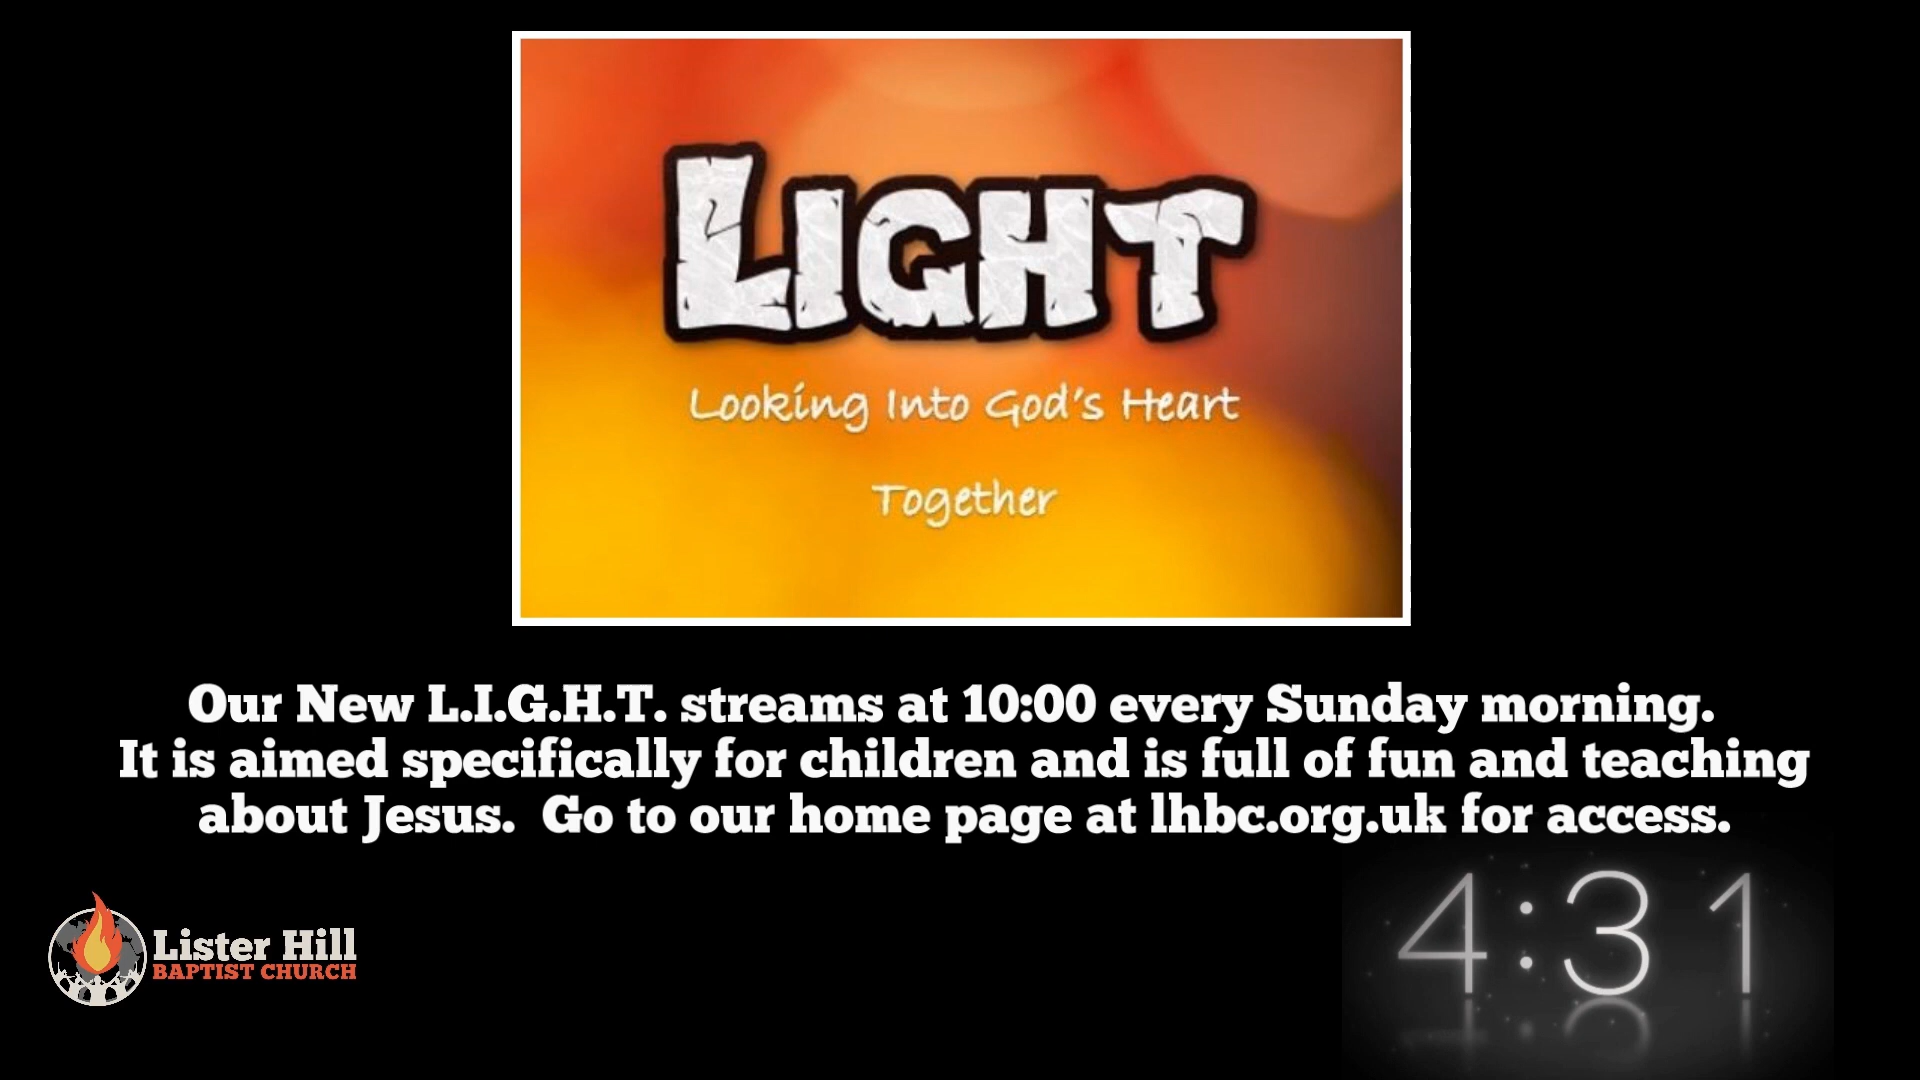 LIGHT
Looking Into God's Heart
Together
Our New L.I.G.H.T. streams at 10:00 every Sunday morning.
It is aimed specifically for children and is full of fun and teaching
about Jesus.  Go to our home page at lhbc.org.uk for access.
Lister Hill
BAPTIST CHURCH
4:31